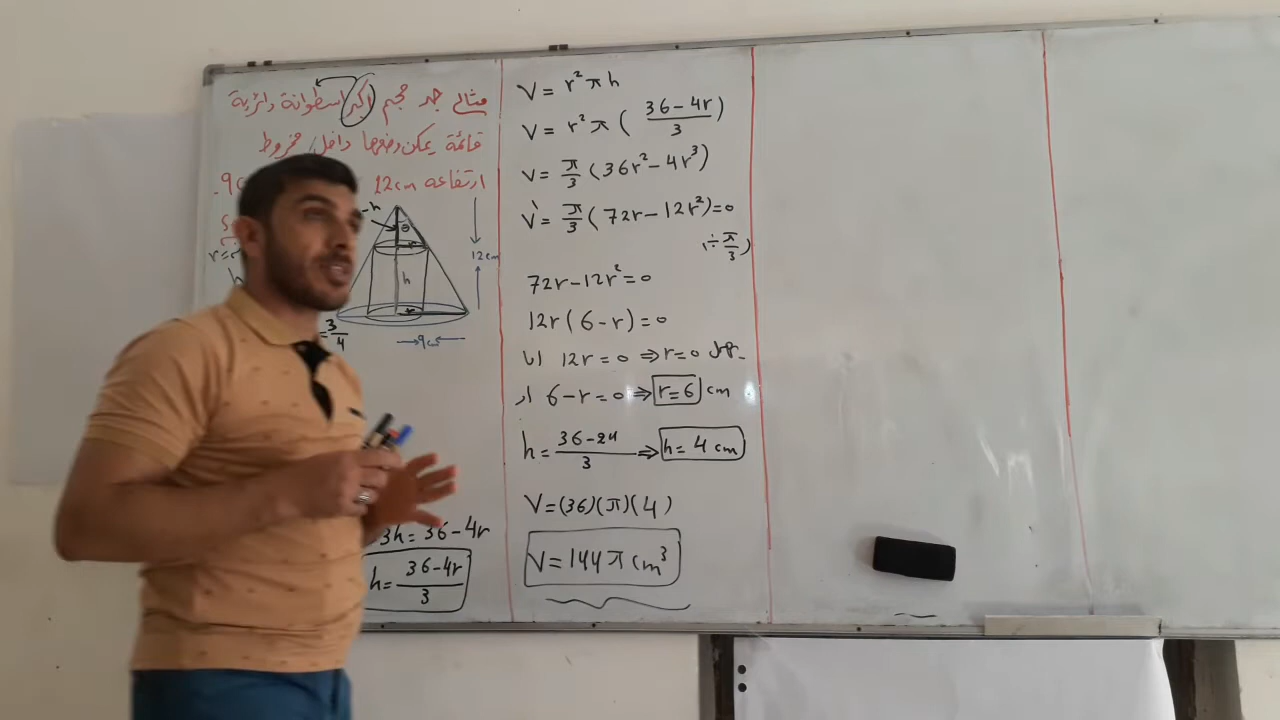 مثال جد حجم اكبر اسطوانة دائرية
قائمة يمكن وضعها داخل مخروط
ارتفاعه 12cm
9c
-h
θ
r
h
r
12cm
9cm
r=
h
=3/4
3h = 36-4r
h = (36-4r)/3
V = r²πh
V = r²π( (36-4r)/3 )
V = π/3 (36r²-4r³)
V̀ = π/3 (72r-12r²)=0
(÷ π/3)
72r-12r²=0
12r(6-r)=0
اما 12r=0 ⇒ r=0
او 6-r=0 ⇒ r=6 cm
h = (36-24)/3 ⇒ h= 4 cm
V=(36)(π)(4)
V=144π cm³